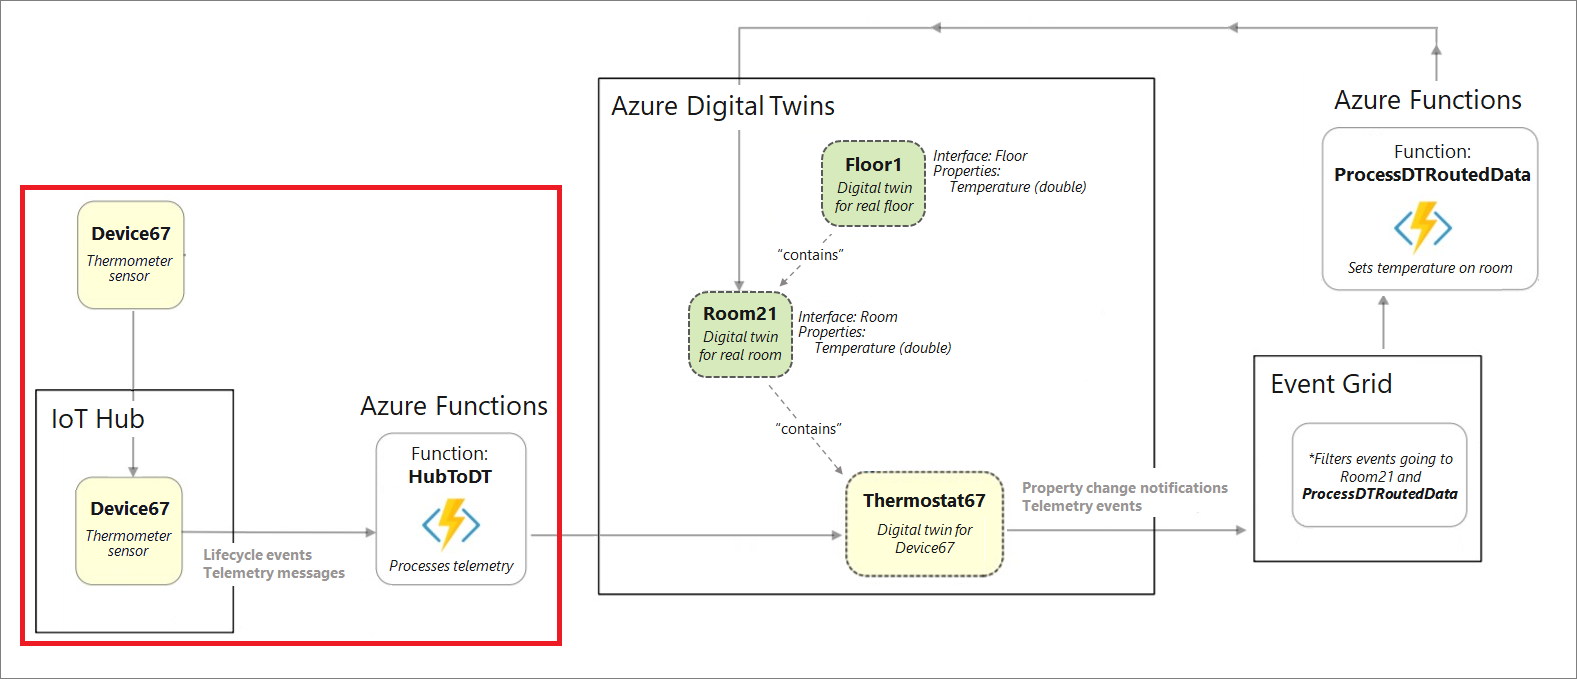 Azure Digital Twins
Floor1
Digital twin
for real floor
Interface: Floor
Properties:
Temperature (double)
"contains"
Room21
Digital twin
for real room
Interface: Room
Properties:
Temperature (double)
"contains"
Thermostat67
Digital twin for
Device67
Device67
Thermometer
sensor
IoT Hub
Device67
Thermometer
sensor
Lifecycle events
Telemetry messages
Azure Functions
Function:
HubToDT
Processes telemetry
Property change notifications
Telemetry events
Event Grid
*Filters events going to
Room21 and
ProcessDTRoutedData
Azure Functions
Function:
ProcessDTRoutedData
Sets temperature on room